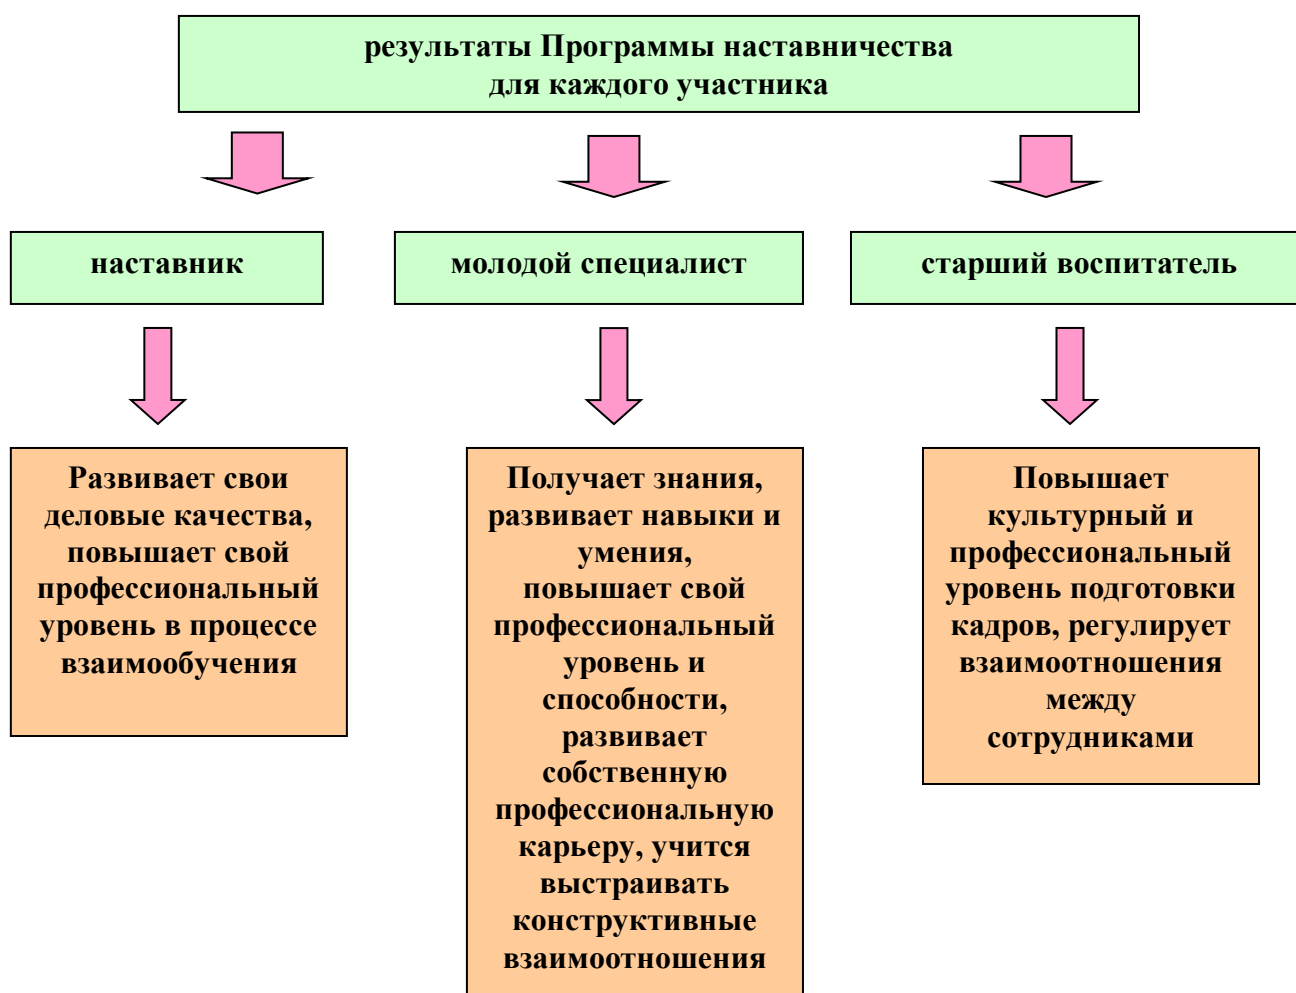 результаты Программы наставничества
для каждого участника
наставник
молодой специалист
старший воспитатель
Развивает свои
деловые качества,
повышает свой
профессиональный
уровень в процессе
взаимообучения
Получает знания,
развивает навыки и
умения,
повышает свой
профессиональный
уровень и
способности,
развивает
собственную
профессиональную
карьеру, учится
выстраивать
конструктивные
взаимоотношения
Повышает
культурный и
профессиональный
уровень подготовки
кадров, регулирует
взаимоотношения
между
сотрудниками